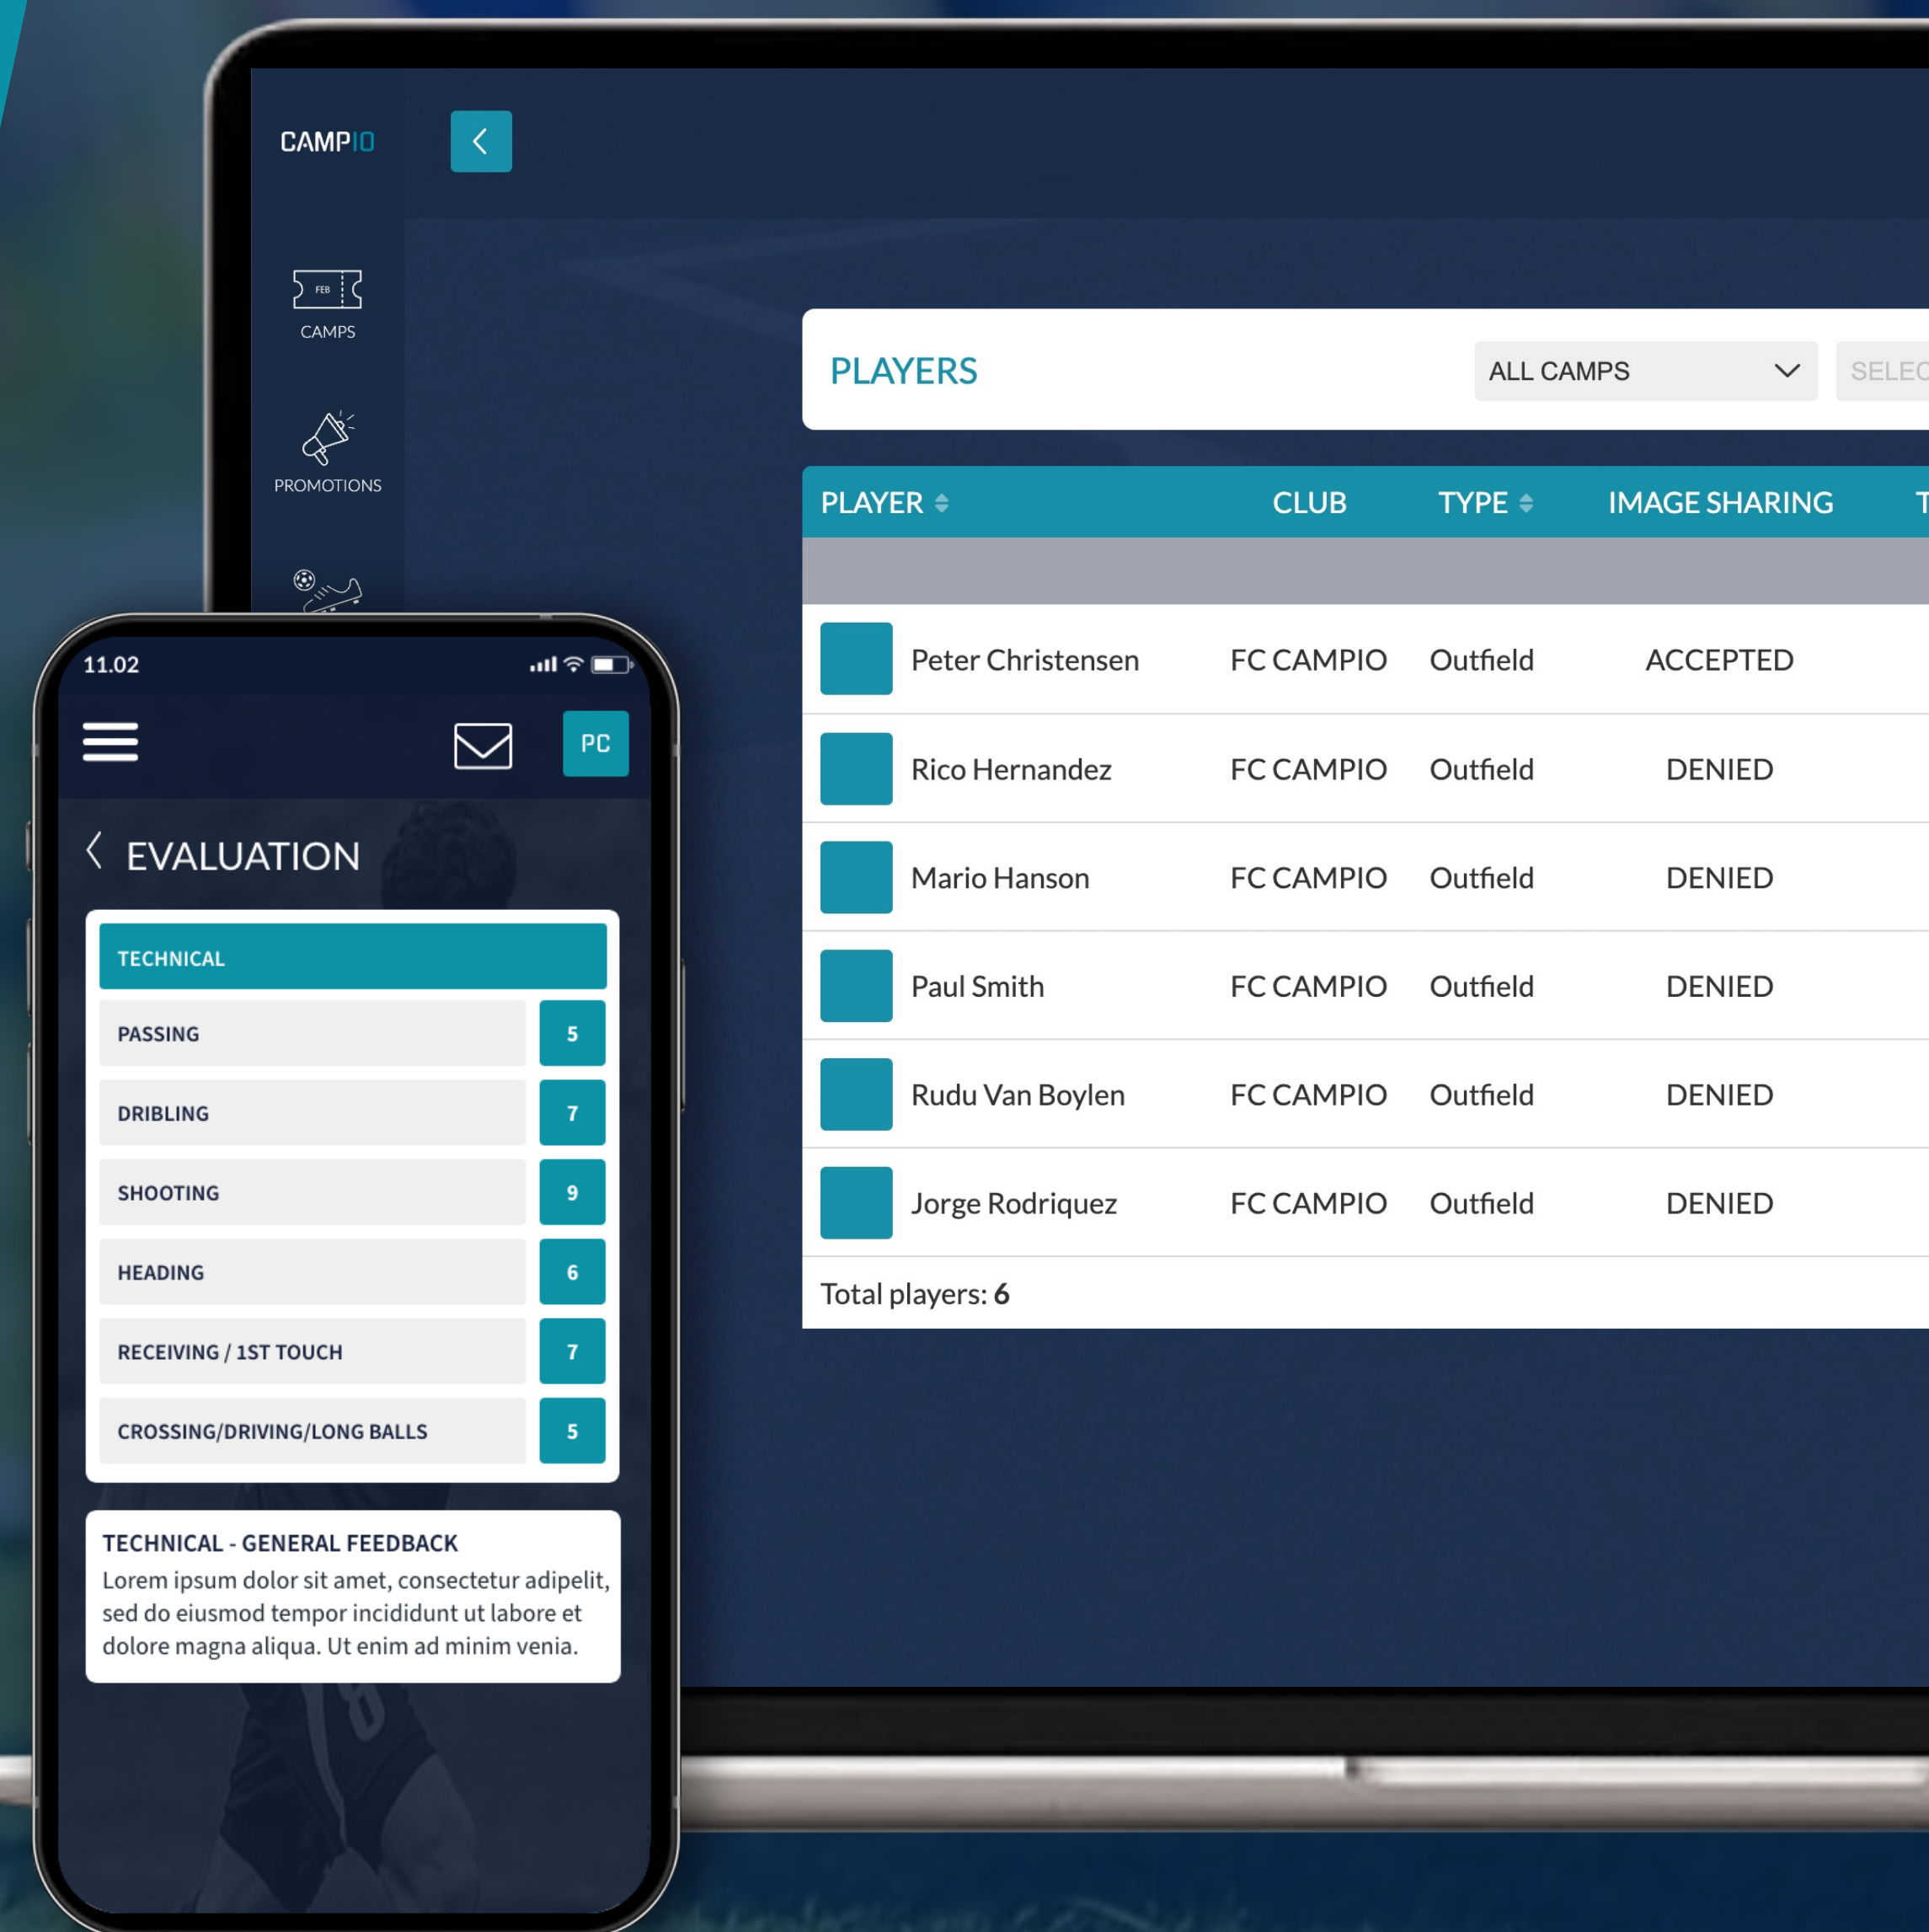 CAMPIO
FEB
CAMPS
PROMOTIONS
PLAYERS
ALL CAMPS
PLAYER CLUB TYPE IMAGE SHARING
Peter Christensen FC CAMPIO Outfield ACCEPTED
Rico Hernandez FC CAMPIO Outfield DENIED
Mario Hanson FC CAMPIO Outfield DENIED
Paul Smith FC CAMPIO Outfield DENIED
Rudu Van Boylen FC CAMPIO Outfield DENIED
Jorge Rodriquez FC CAMPIO Outfield DENIED
Total players: 6
11.02
PC
EVALUATION
TECHNICAL
PASSING 5
DRIBLING 7
SHOOTING 9
HEADING 6
RECEIVING / 1ST TOUCH 7
CROSSING/DRIVING/LONG BALLS 5
TECHNICAL - GENERAL FEEDBACK
Lorem ipsum dolor sit amet, consectetur adipelit,
sed do eiusmod tempor incididunt ut labore et
dolore magna aliqua. Ut enim ad minim venia.
8